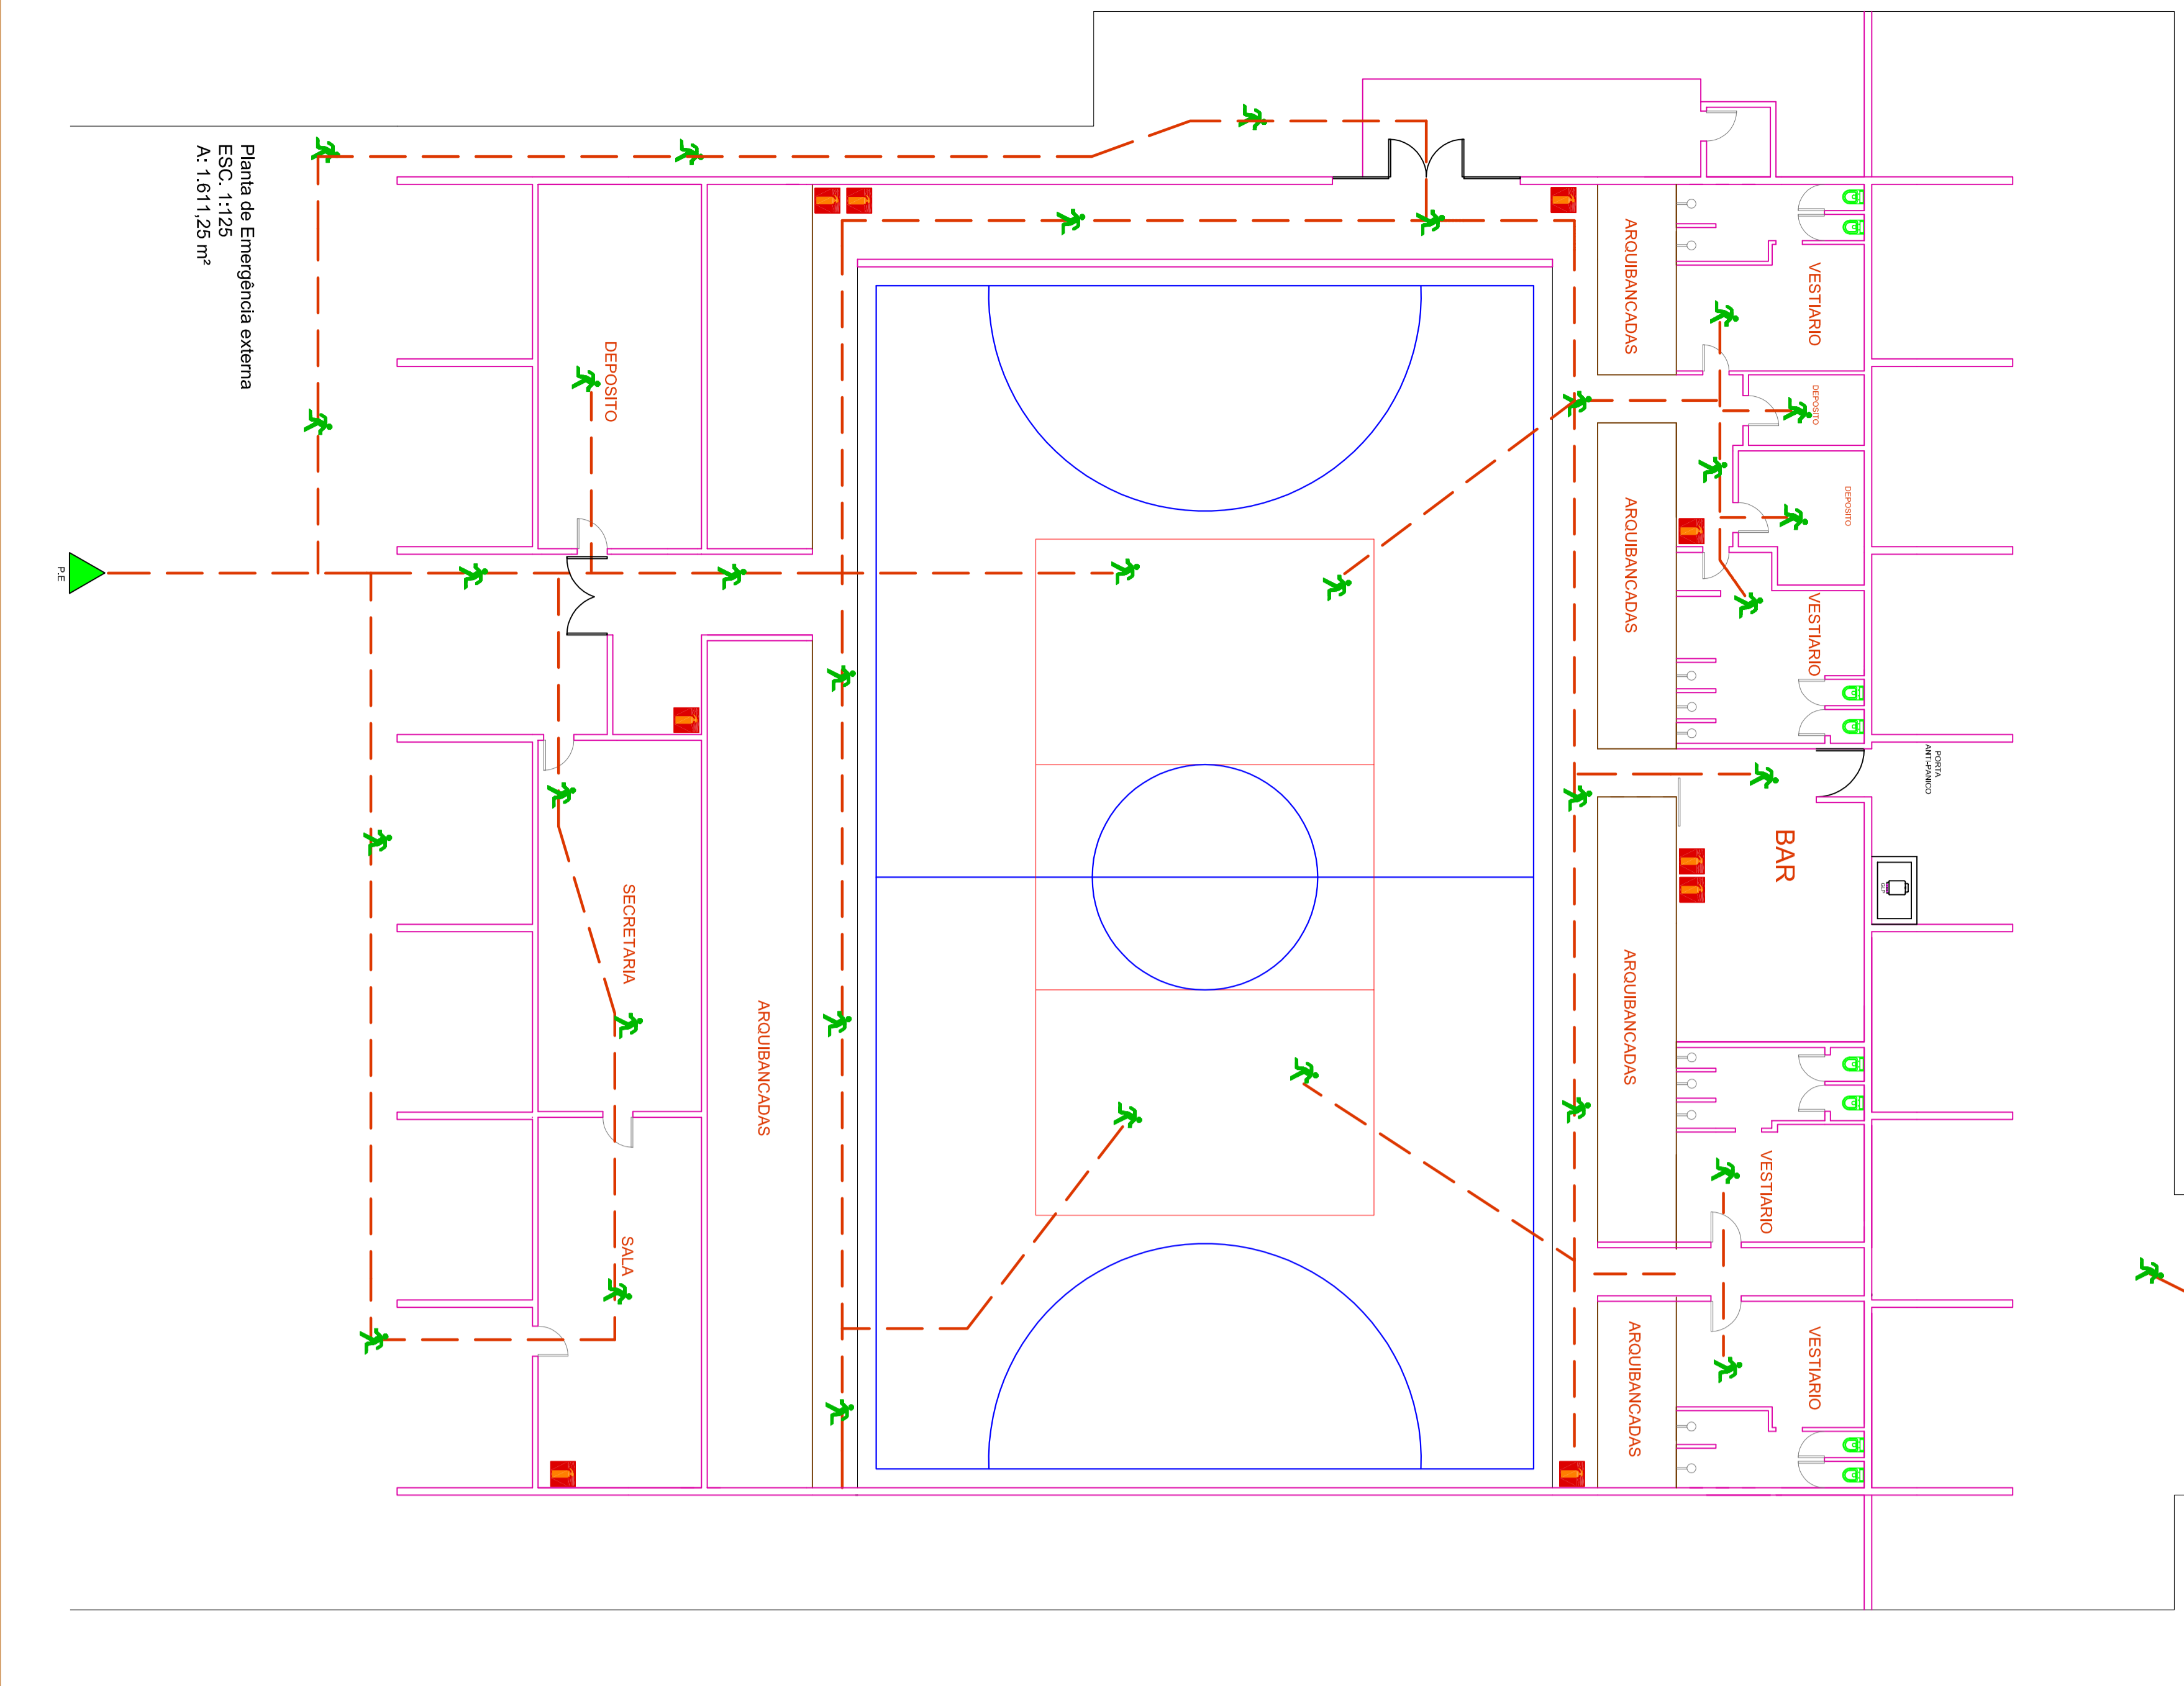 Planta de Emergência externa
ESC. 1:125
A: 1.611,25 m²
P.E
DEPOSITO
SECRETARIA
SALA
ARQUIBANCADAS
ARQUIBANCADAS
ARQUIBANCADAS
ARQUIBANCADAS
ARQUIBANCADAS
VESTIARIO
DEPOSITO
DEPOSITO
VESTIARIO
BAR
VESTIARIO
VESTIARIO
PORTA
ANTI-PANICO
GLP